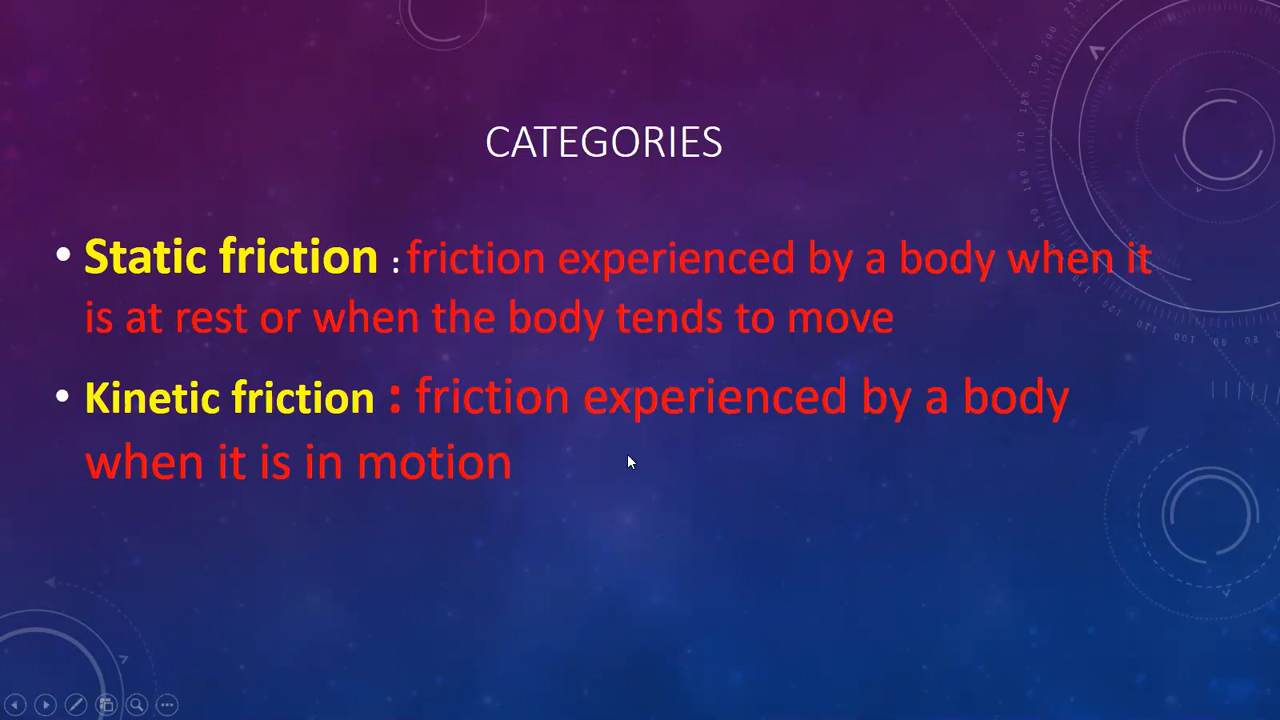 CATEGORIES
• Static friction : friction experienced by a body when it
is at rest or when the body tends to move
• Kinetic friction : friction experienced by a body
when it is in motion